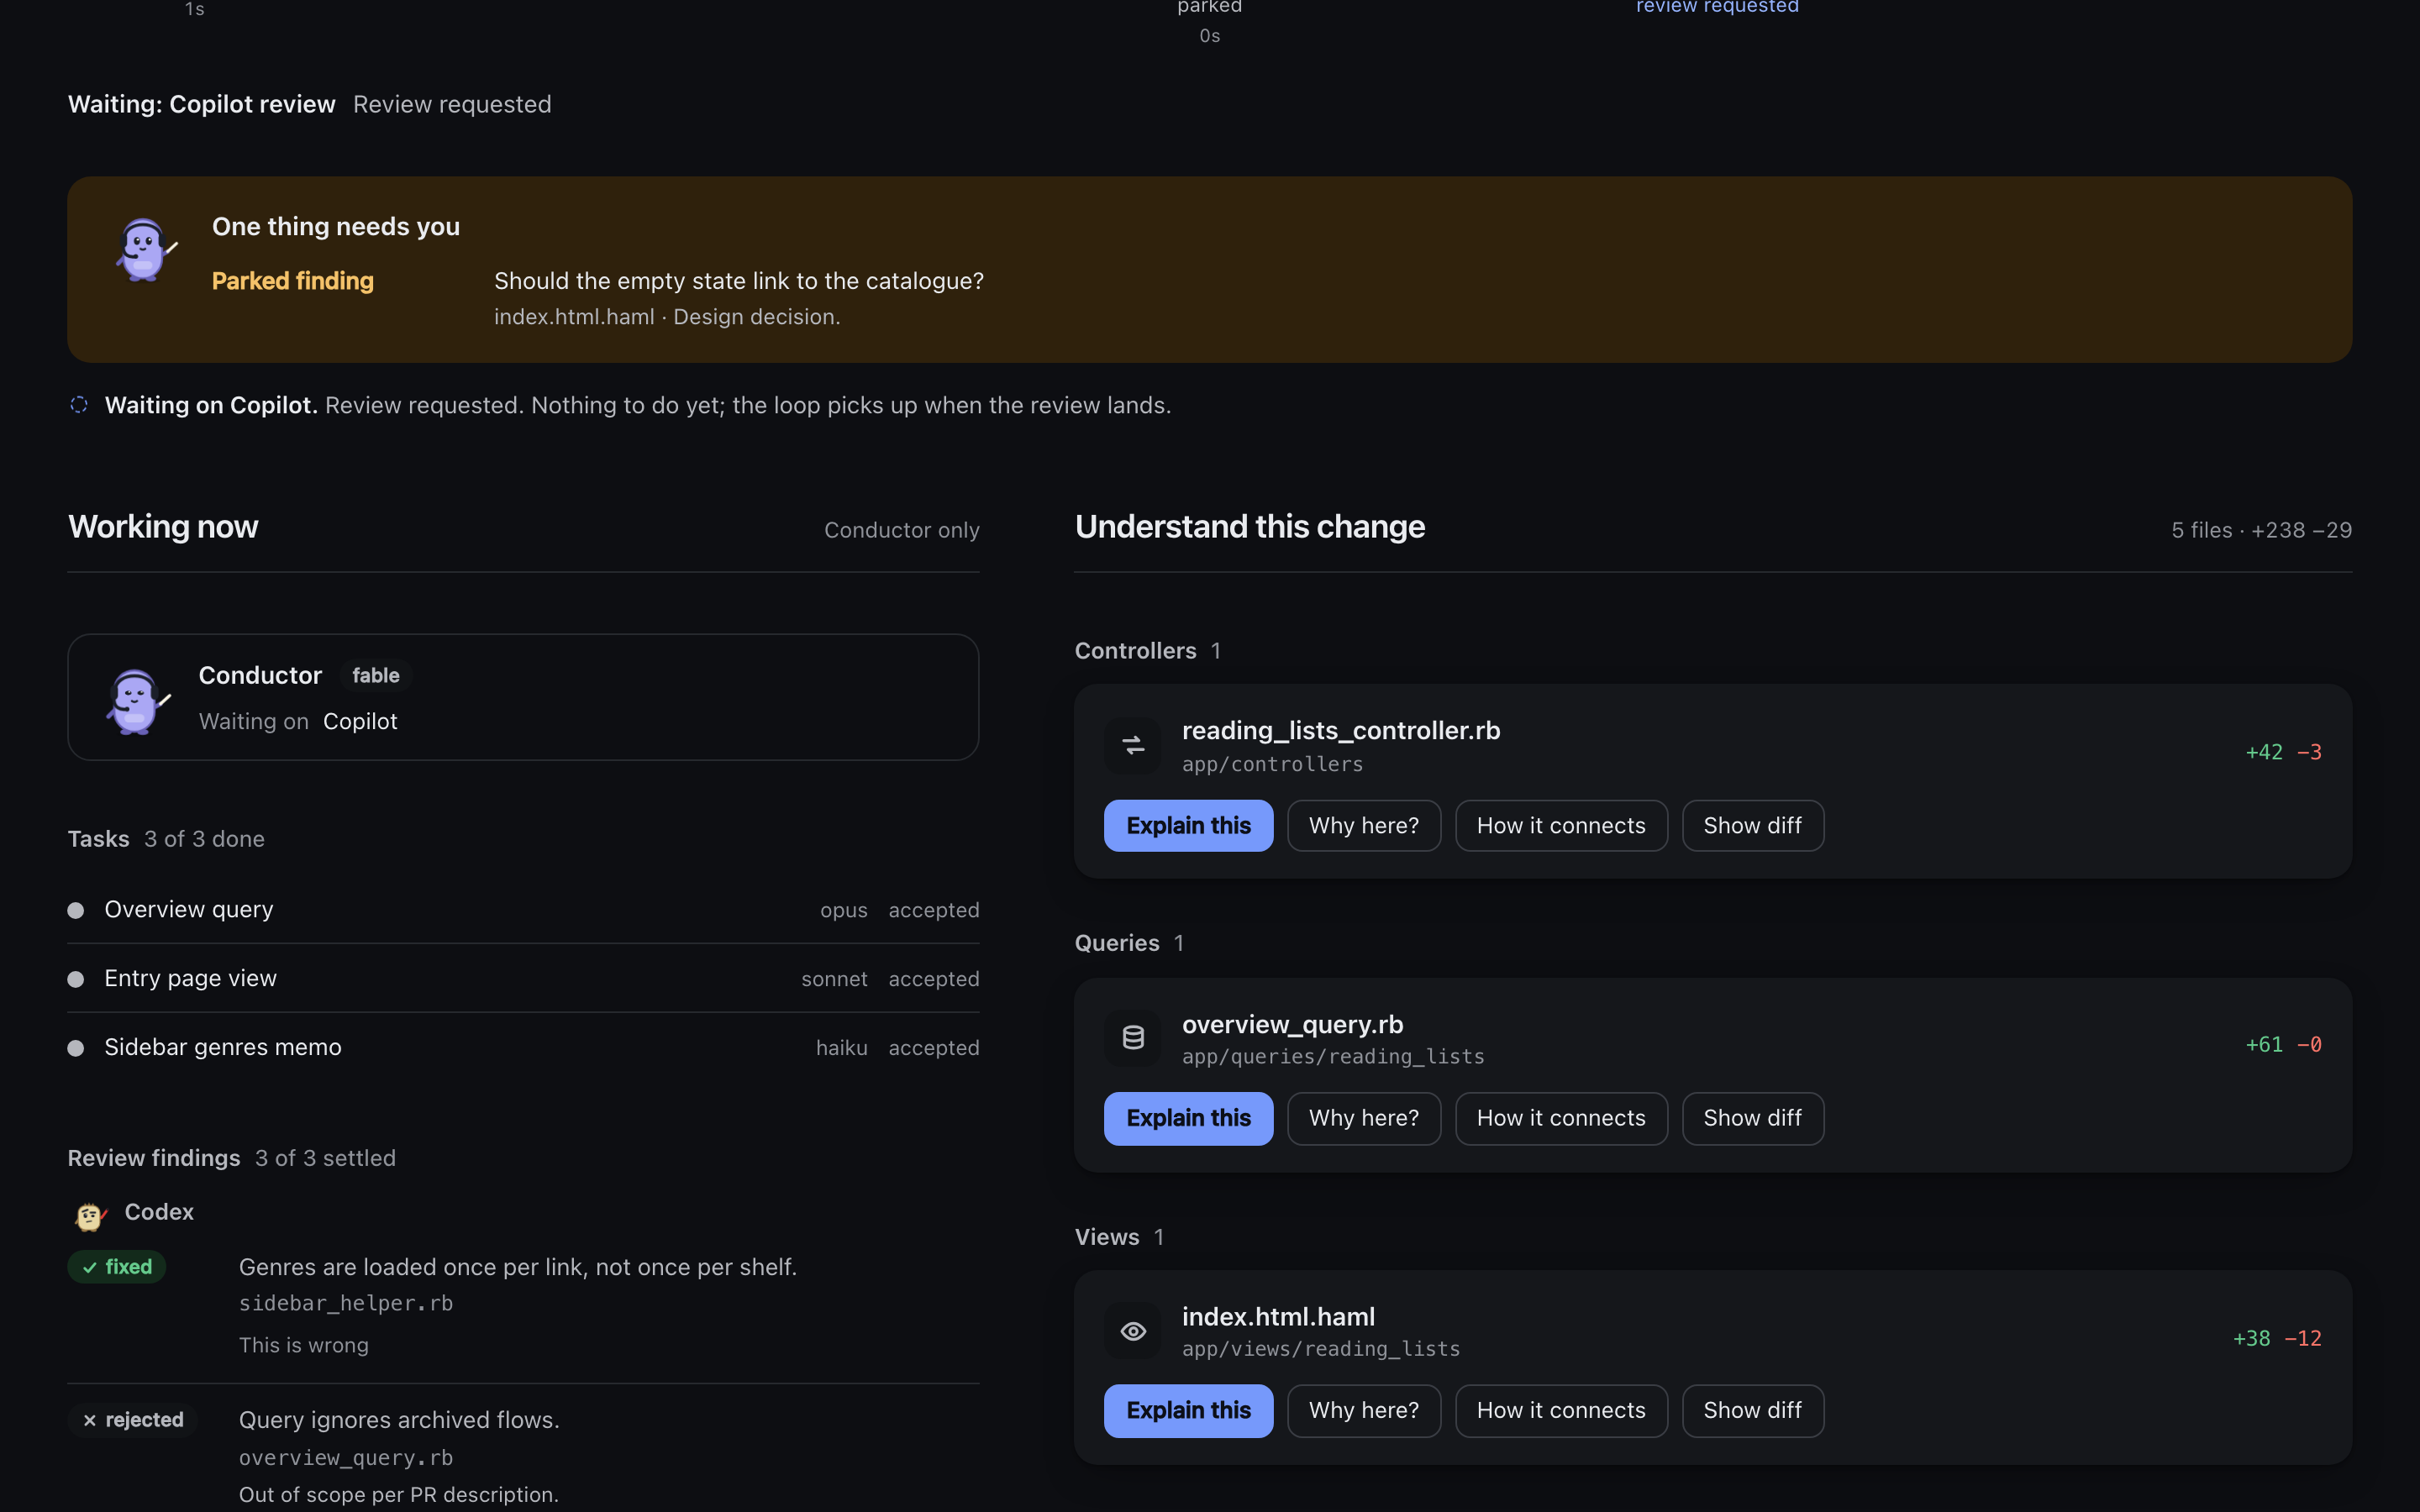 1s
parked
review requested
0s
Waiting: Copilot review Review requested
One thing needs you
Parked finding Should the empty state link to the catalogue?
index.html.haml · Design decision.
Waiting on Copilot. Review requested. Nothing to do yet; the loop picks up when the review lands.
Working now Conductor only
Conductor fable
Waiting on Copilot
Tasks 3 of 3 done
Overview query opus accepted
Entry page view sonnet accepted
Sidebar genres memo haiku accepted
Review findings 3 of 3 settled
Codex
fixed Genres are loaded once per link, not once per shelf.
sidebar_helper.rb
This is wrong
rejected Query ignores archived flows.
overview_query.rb
Out of scope per PR description.
Understand this change 5 files · +238 −29
Controllers 1
reading_lists_controller.rb
app/controllers
+42 −3
Explain this Why here? How it connects Show diff
Queries 1
overview_query.rb
app/queries/reading_lists
+61 −0
Explain this Why here? How it connects Show diff
Views 1
index.html.haml
app/views/reading_lists
+38 −12
Explain this Why here? How it connects Show diff